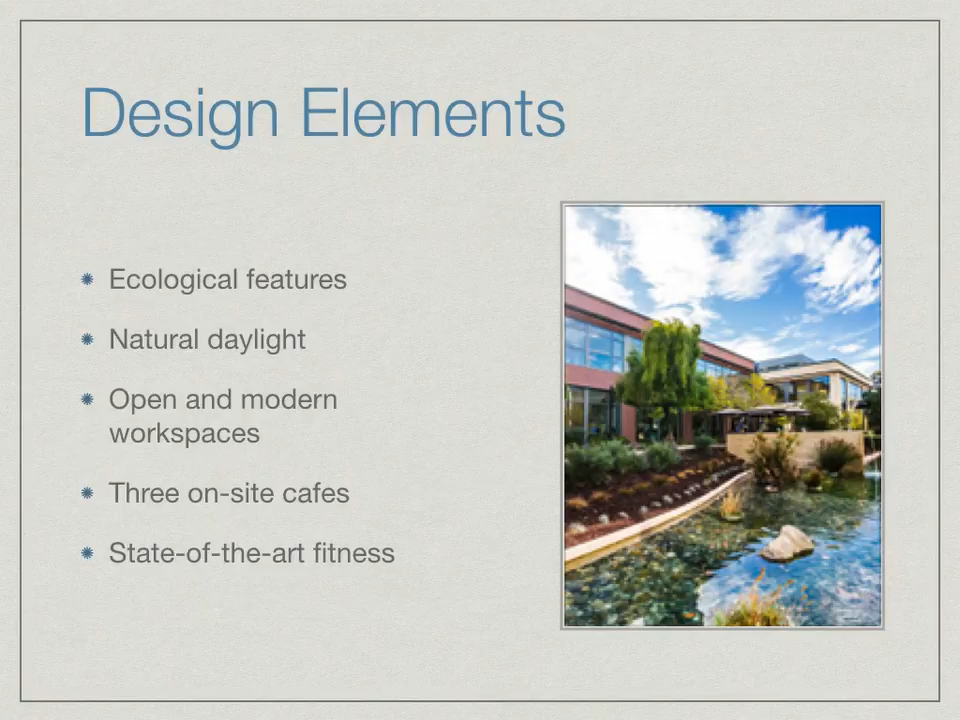 Design Elements
Ecological features
Natural daylight
Open and modern
workspaces
Three on-site cafes
State-of-the-art fitness